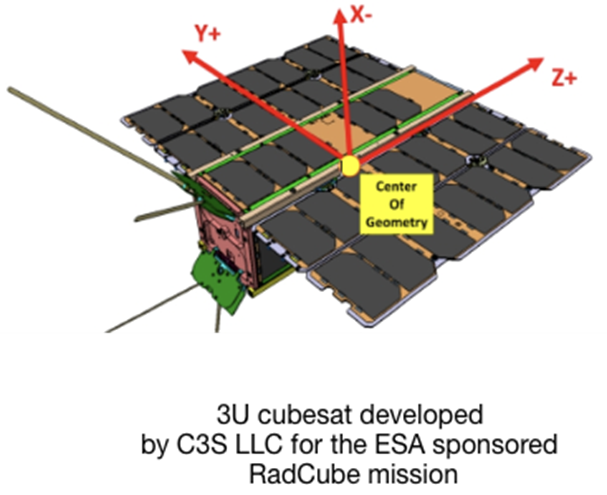 X-
Y+
Z+
Center
Of
Geometry
3U cubesat developed
by C3S LLC for the ESA sponsored
RadCube mission